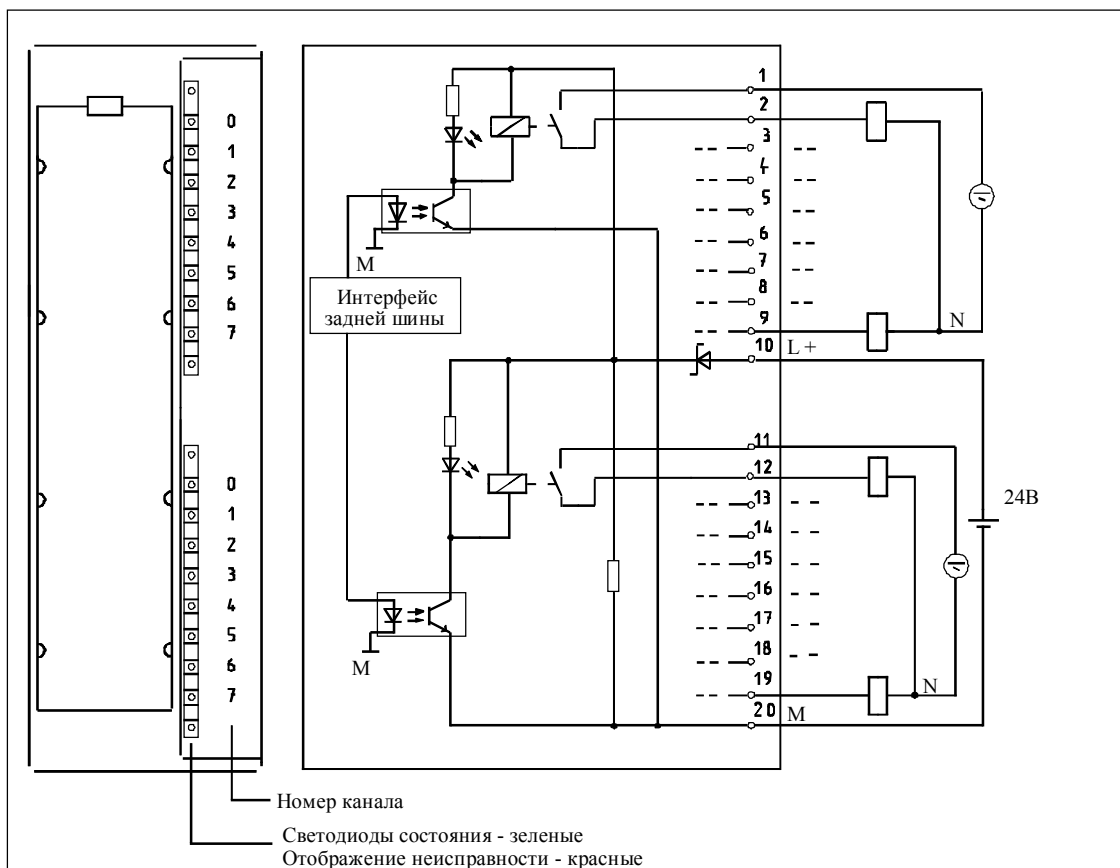 0
1
2
3
4
5
6
7
0
1
2
3
4
5
6
7
M
Интерфейс
задней шины
M
1
2
3
4
5
6
7
8
9
N
10 L +
11
12
13
14
15
16
17
18
19
N
20 M
24В
Номер канала
Светодиоды состояния - зеленые
Отображение неисправности - красные